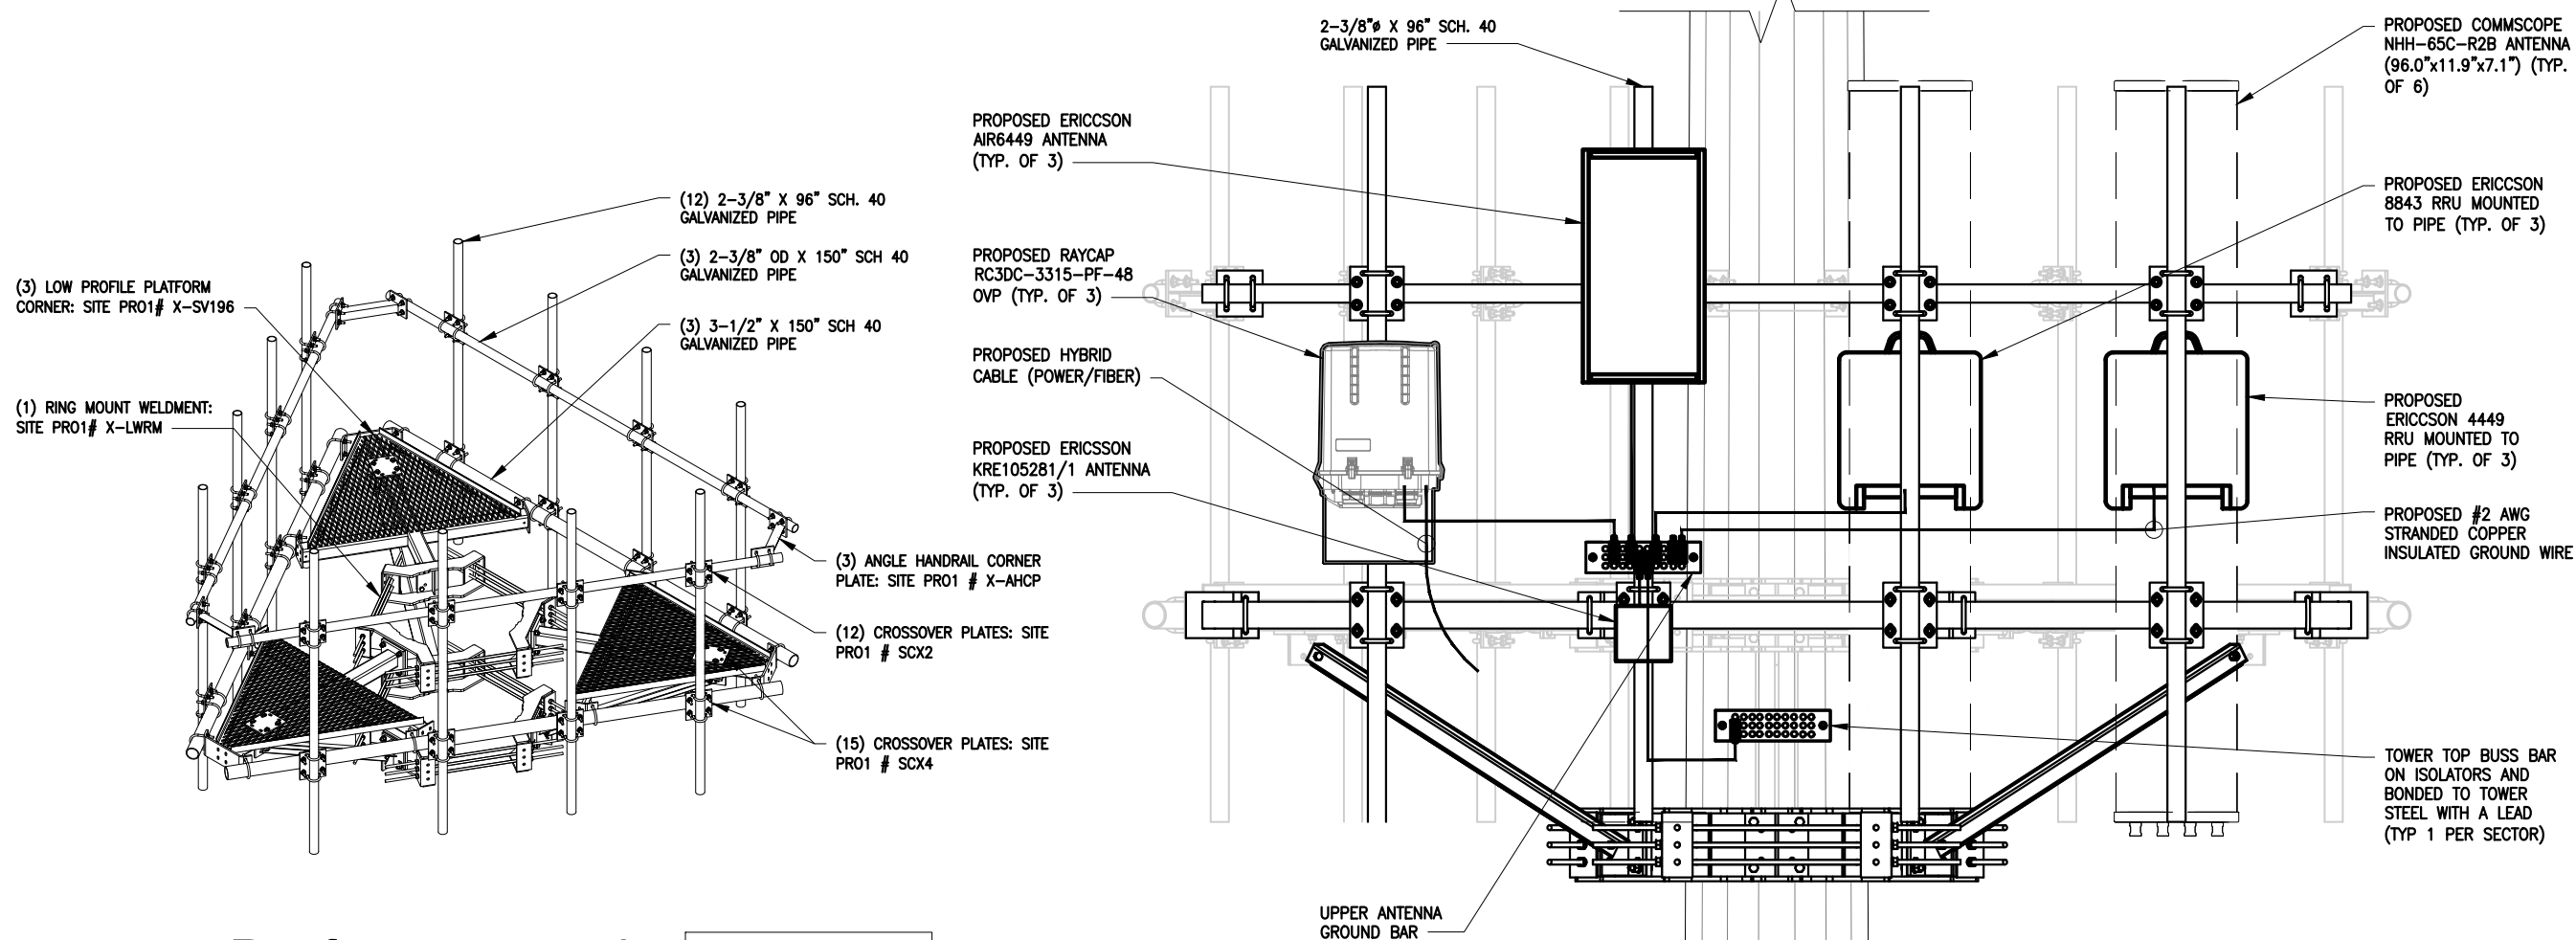 (3) LOW PROFILE PLATFORM
CORNER: SITE PRO1# X-SV196
(1) RING MOUNT WELDMENT:
SITE PRO1# X-LWRM
(12) 2-3/8" X 96" SCH. 40
GALVANIZED PIPE
(3) 2-3/8" OD X 150" SCH 40
GALVANIZED PIPE
(3) 3-1/2" X 150" SCH 40
GALVANIZED PIPE
(3) ANGLE HANDRAIL CORNER
PLATE: SITE PRO1 # X-AHCP
(12) CROSSOVER PLATES: SITE
PRO1 # SCX2
(15) CROSSOVER PLATES: SITE
PRO1 # SCX4
2-3/8"ø X 96" SCH. 40
GALVANIZED PIPE
PROPOSED ERICCSON
AIR6449 ANTENNA
(TYP. OF 3)
PROPOSED RAYCAP
RC3DC-3315-PF-48
OVP (TYP. OF 3)
PROPOSED HYBRID
CABLE (POWER/FIBER)
PROPOSED ERICSSON
KRE105281/1 ANTENNA
(TYP. OF 3)
UPPER ANTENNA
GROUND BAR
PROPOSED COMMSCOPE
NHH-65C-R2B ANTENNA
(96.0"x11.9"x7.1") (TYP.
OF 6)
PROPOSED ERICCSON
8843 RRU MOUNTED
TO PIPE (TYP. OF 3)
PROPOSED
ERICCSON 4449
RRU MOUNTED TO
PIPE (TYP. OF 3)
PROPOSED #2 AWG
STRANDED COPPER
INSULATED GROUND WIRE
TOWER TOP BUSS BAR
ON ISOLATORS AND
BONDED TO TOWER
STEEL WITH A LEAD
(TYP 1 PER SECTOR)